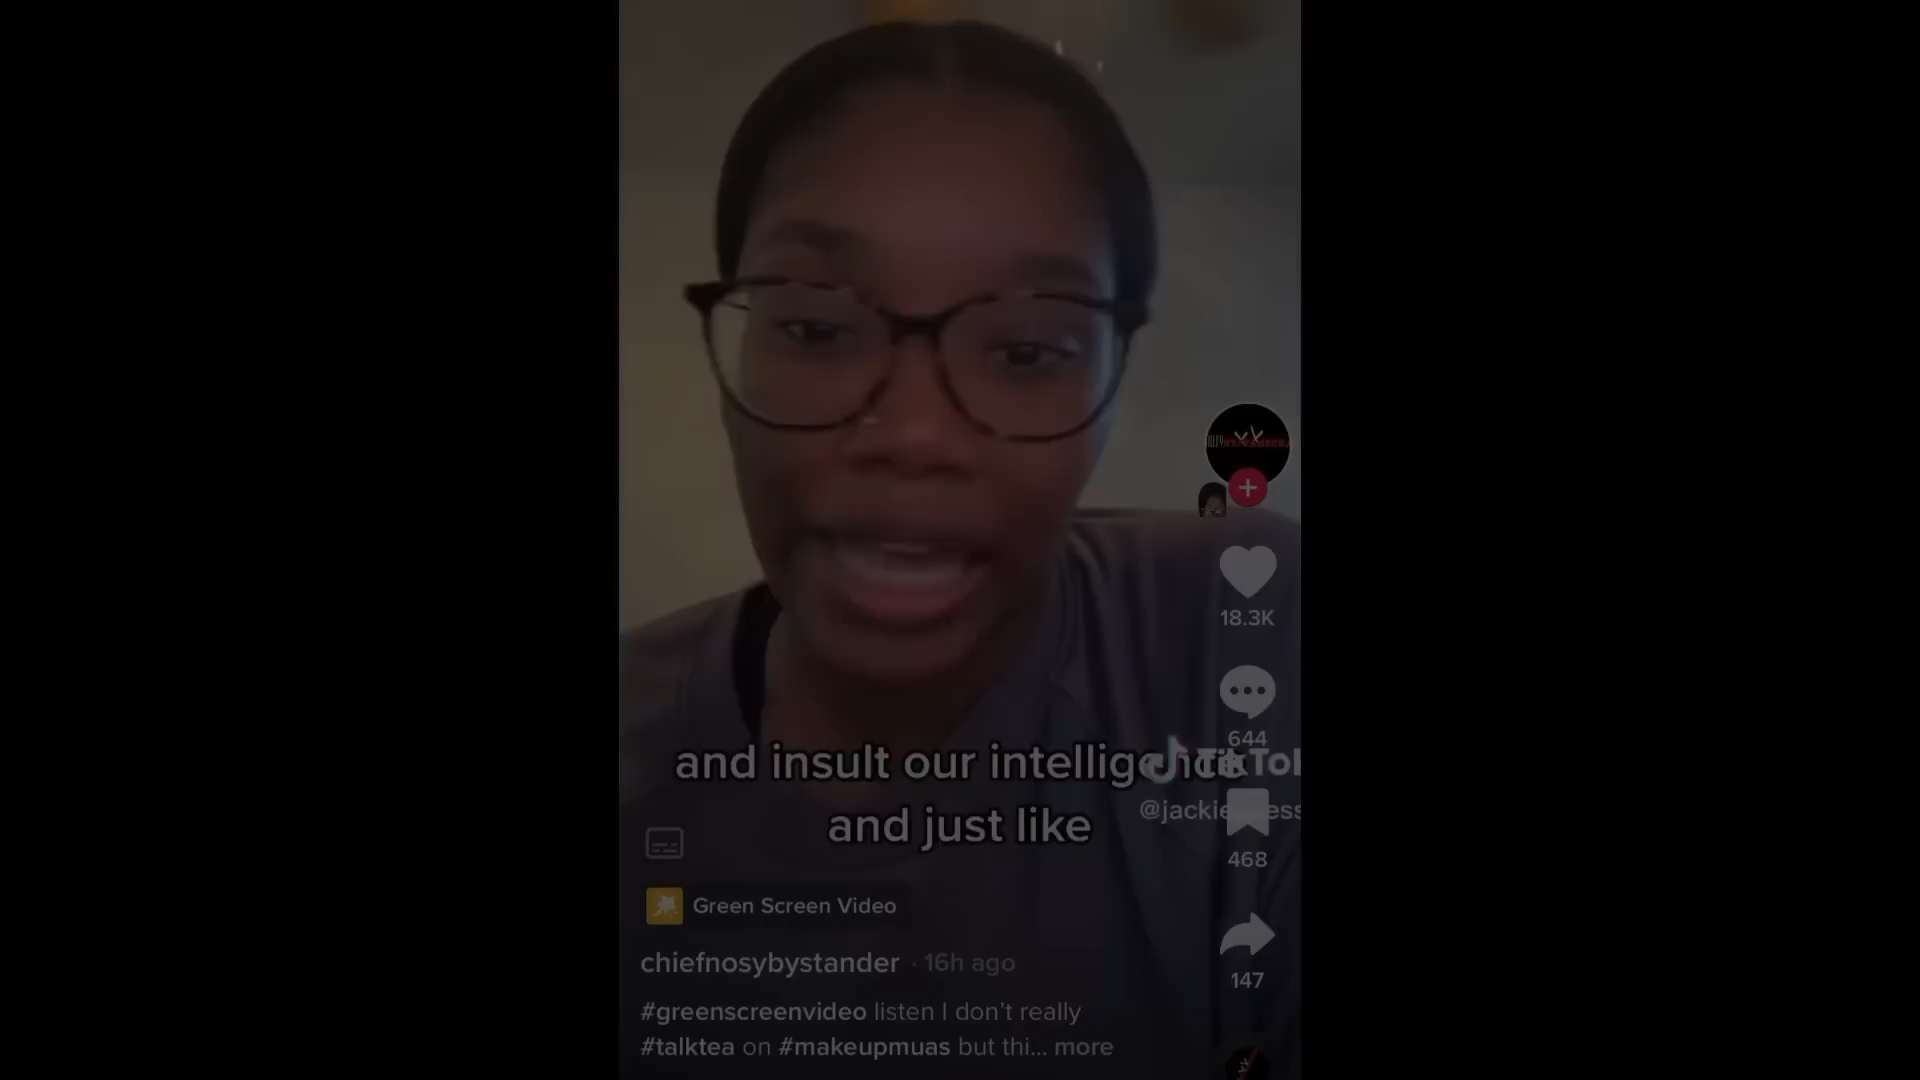 18.3K
644
and insult our intelligence
and just like
TikTok
468
Green Screen Video
chiefnosybystander · 16h ago
147
#greenscreenvideo listen I don't really
#talktea on #makeupmuas but thi... more